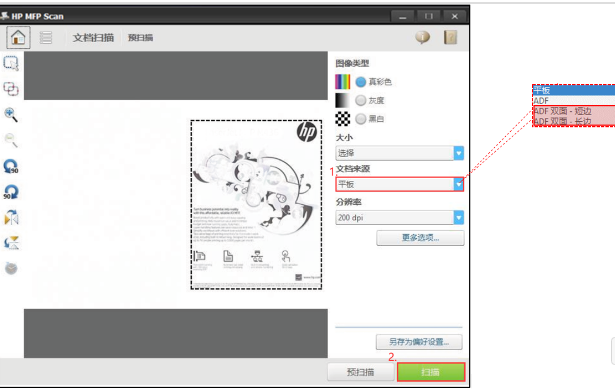 HP MFP Scan
文档扫描 预扫描
图像类型
真彩色
灰度
黑白
大小
选择
1.
文档来源
平板
分辨率
200 dpi
更多选项...
另存为偏好设置...
2.
预扫描
扫描
90
90
hp
平板
ADF
ADF 双面 - 短边
ADF 双面 - 长边